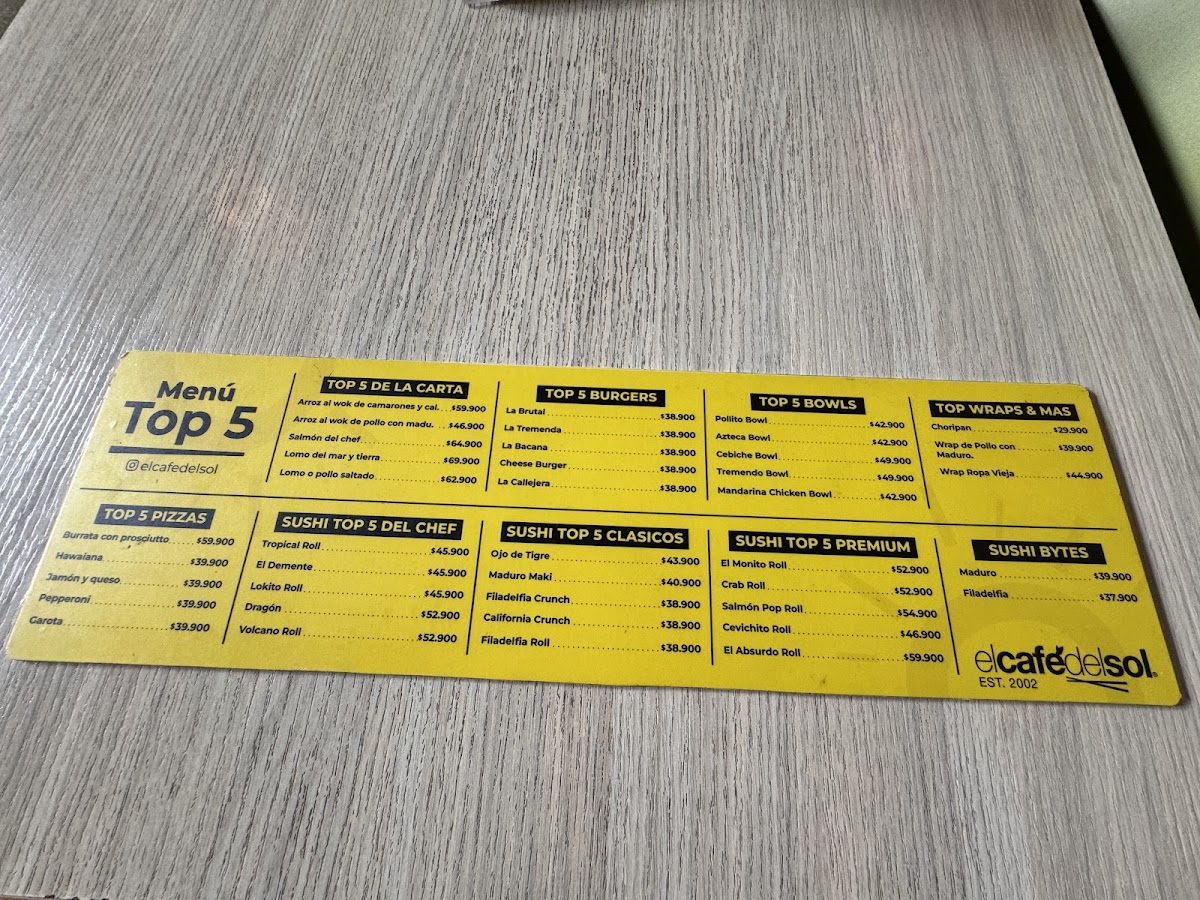 Menú
Top 5
elcafedelsol
TOP 5 DE LA CARTA
Arroz al wok de camarones y cal. . . $59.900
Arroz al wok de pollo con madu. $46.900
Salmón del chef $64.900
Lomo del mar y tierra $69.900
Lomo o pollo saltado $62.900
TOP 5 BURGERS
La Brutal $38.900
La Tremenda $38.900
La Bacana $38.900
Cheese Burger $38.900
La Callejera $38.900
TOP 5 BOWLS
Pollito Bowl $42.900
Azteca Bowl $42.900
Cebiche Bowl $49.900
Tremendo Bowl $49.900
Mandarina Chicken Bowl $42.900
TOP WRAPS & MAS
Choripan $29.900
Wrap de Pollo con $39.900
Maduro.
Wrap Ropa Vieja $44.900
TOP 5 PIZZAS
Burrata con prosciutto $59.900
Hawaiana $39.900
Jamón y queso $39.900
Pepperoni $39.900
Garota $39.900
SUSHI TOP 5 DEL CHEF
Tropical Roll $45.900
El Demente $45.900
Lokito Roll $45.900
Dragón $52.900
Volcano Roll $52.900
SUSHI TOP 5 CLASICOS
Ojo de Tigre $43.900
Maduro Maki $40.900
Filadelfia Crunch $38.900
California Crunch $38.900
Filadelfia Roll $38.900
SUSHI TOP 5 PREMIUM
El Monito Roll $52.900
Crab Roll $52.900
Salmón Pop Roll $54.900
Cevichito Roll $46.900
El Absurdo Roll $59.900
SUSHI BYTES
Maduro $39.900
Filadelfia $37.900
elcafédelsol
EST. 2002